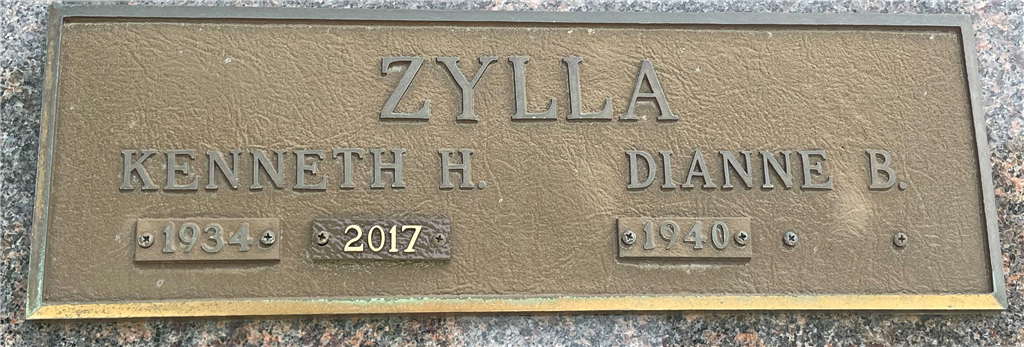 ZYLLA
KENNETH H. DIANNE B.
1934 2017 1940